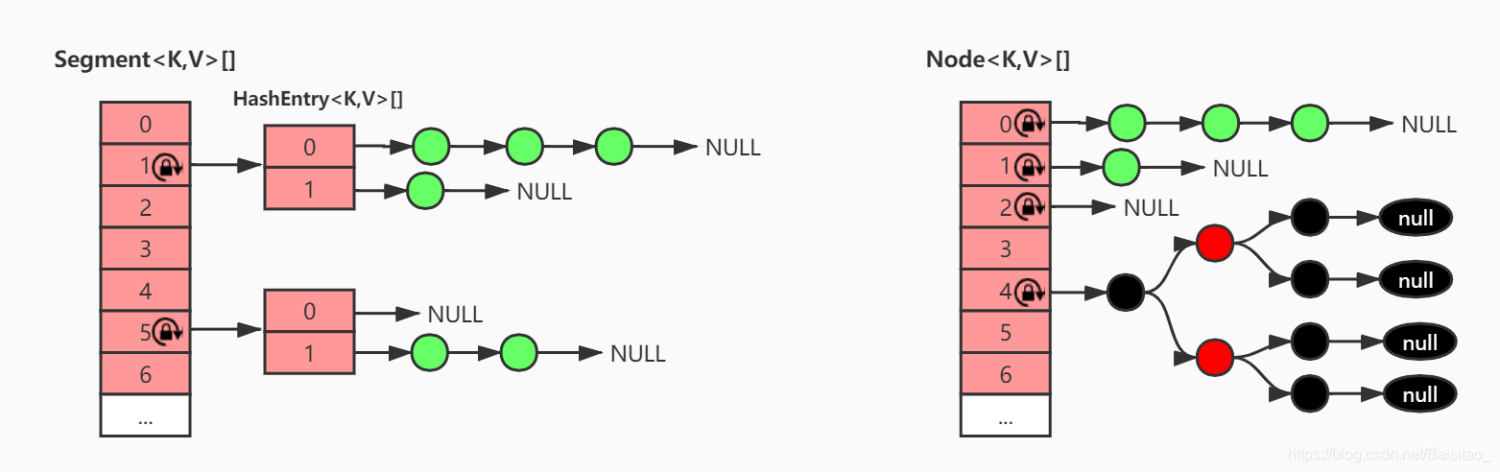 Segment<K,V>[]
0
1
2
3
4
5
6
...
HashEntry<K,V>[]
0
NULL
1
NULL
0
NULL
1
NULL
Node<K,V>[]
0
NULL
1
NULL
2
NULL
3
4
5
6
...
null
null
null
null
https://blog.csdn.net/Baisitao_